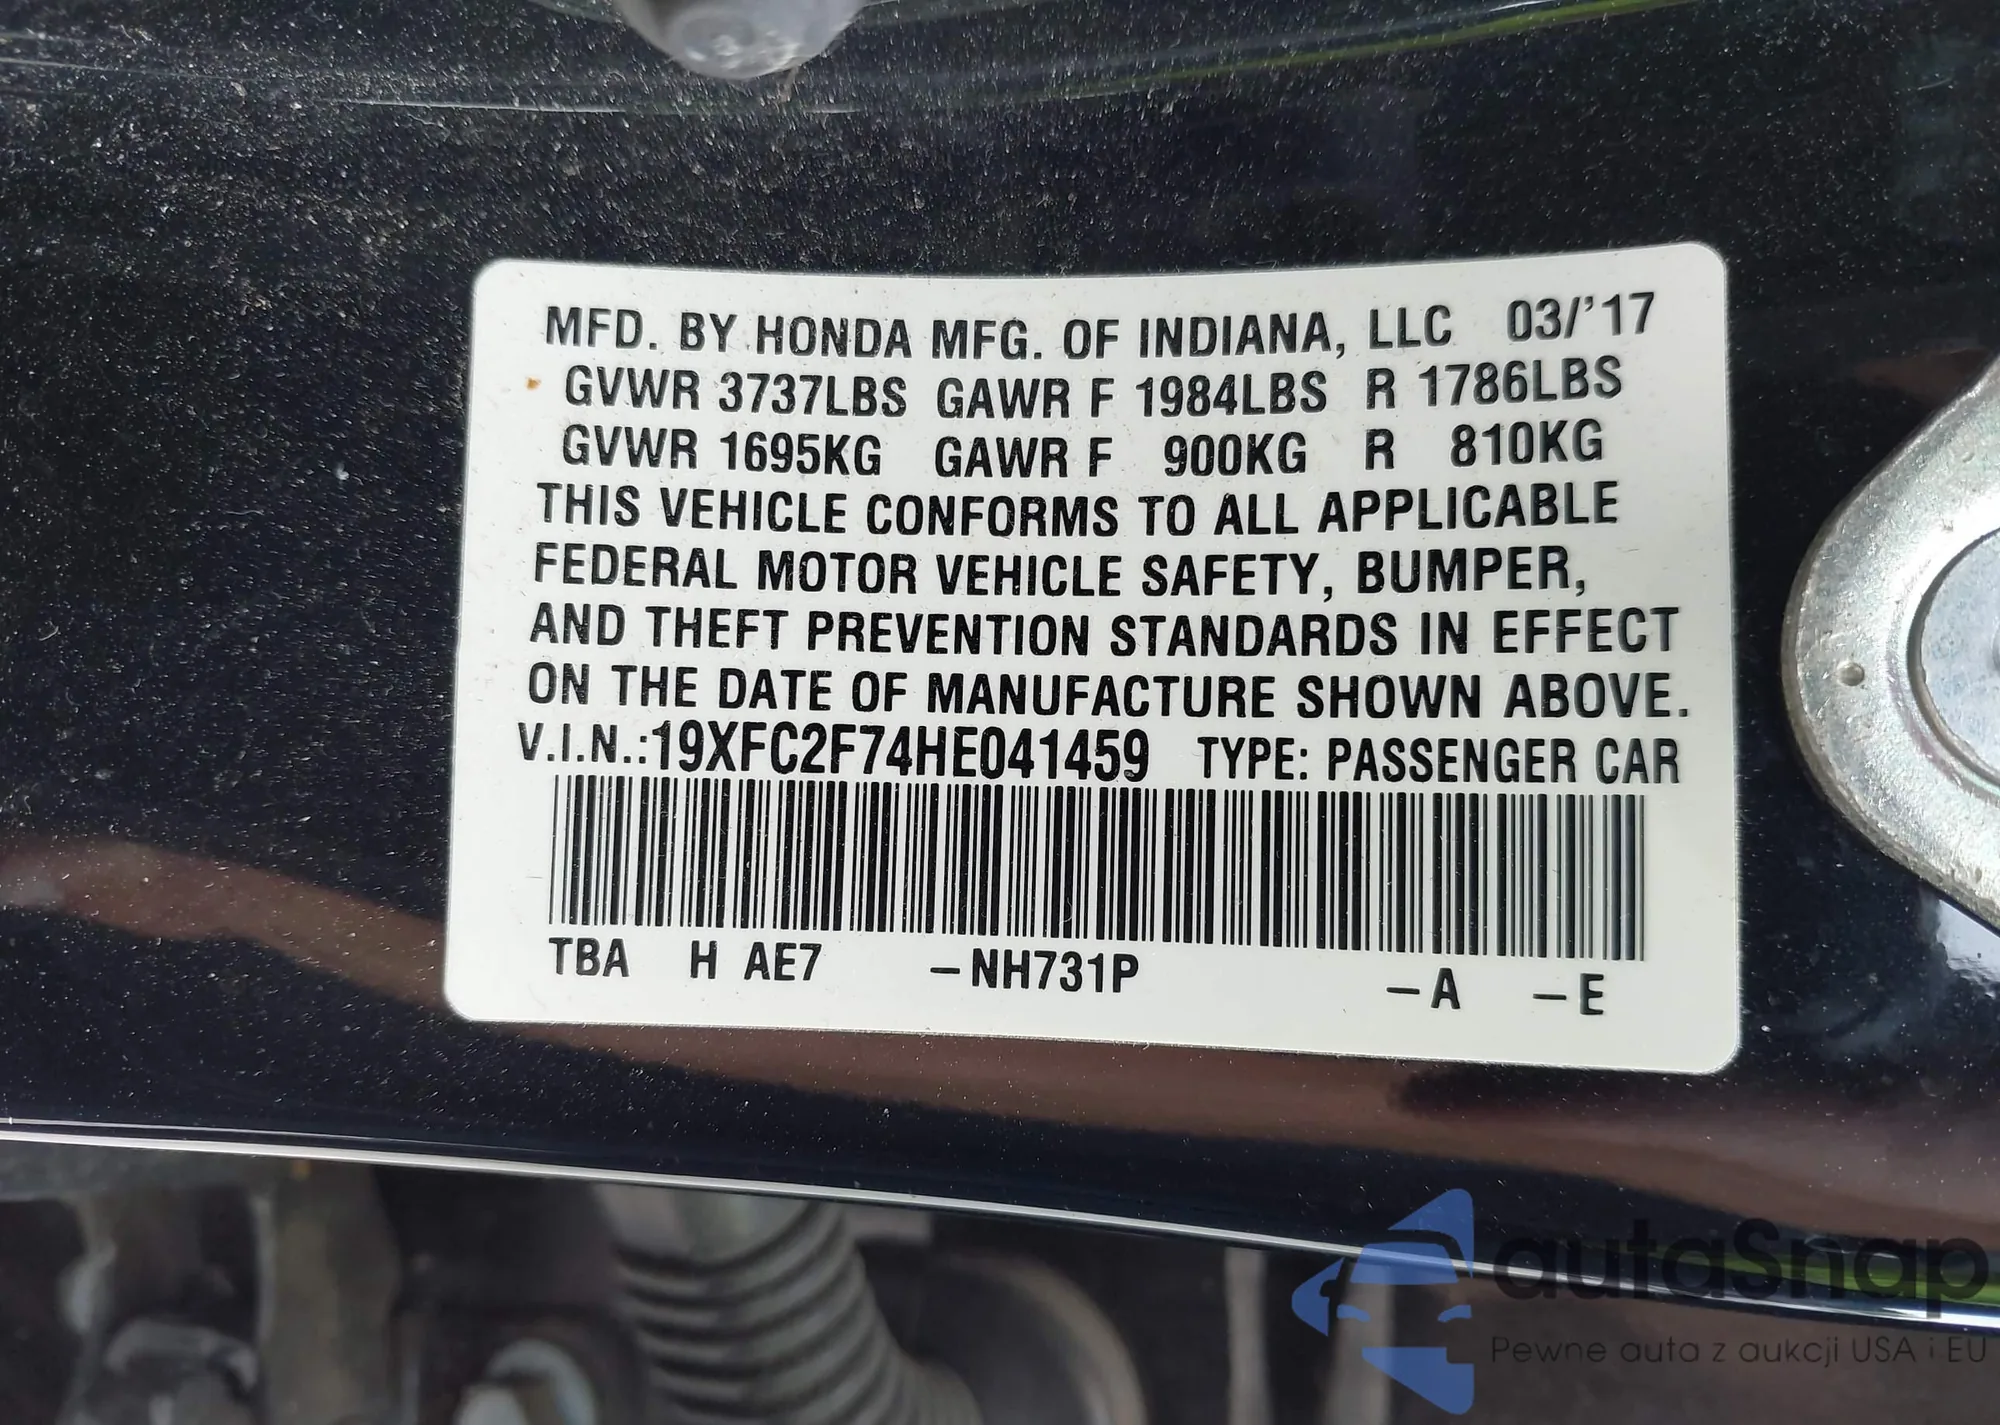 MFD. BY HONDA MFG. OF INDIANA, LLC 03/'17
GVWR 3737LBS GAWR F 1984LBS R 1786LBS
GVWR 1695KG GAWR F 900KG R 810KG
THIS VEHICLE CONFORMS TO ALL APPLICABLE
FEDERAL MOTOR VEHICLE SAFETY, BUMPER,
AND THEFT PREVENTION STANDARDS IN EFFECT
ON THE DATE OF MANUFACTURE SHOWN ABOVE.
V.I.N.:19XFC2F74HE041459 TYPE: PASSENGER CAR
TBA H AE7 –NH731P –A –E
autaSnap
Pewne auta z aukcji USA i EU